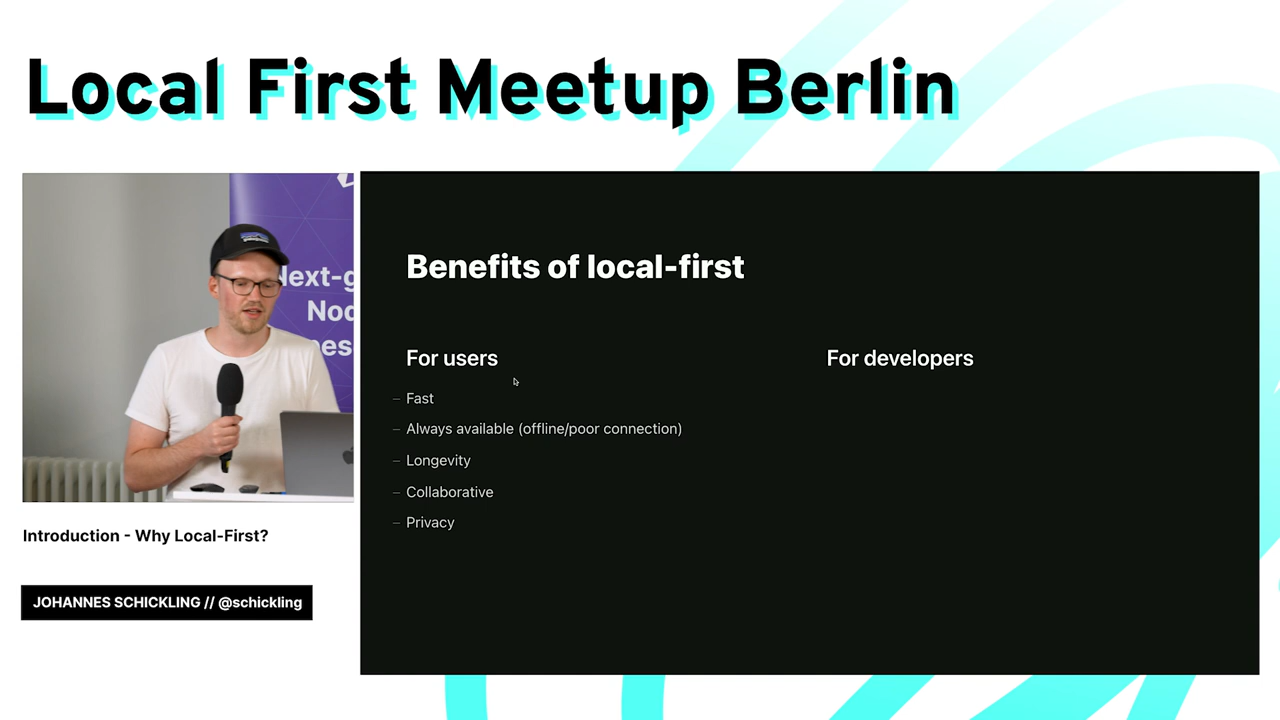 Local First Meetup Berlin
Benefits of local-first
For users
– Fast
– Always available (offline/poor connection)
– Longevity
– Collaborative
– Privacy
For developers
Introduction - Why Local-First?
JOHANNES SCHICKLING // @schickling